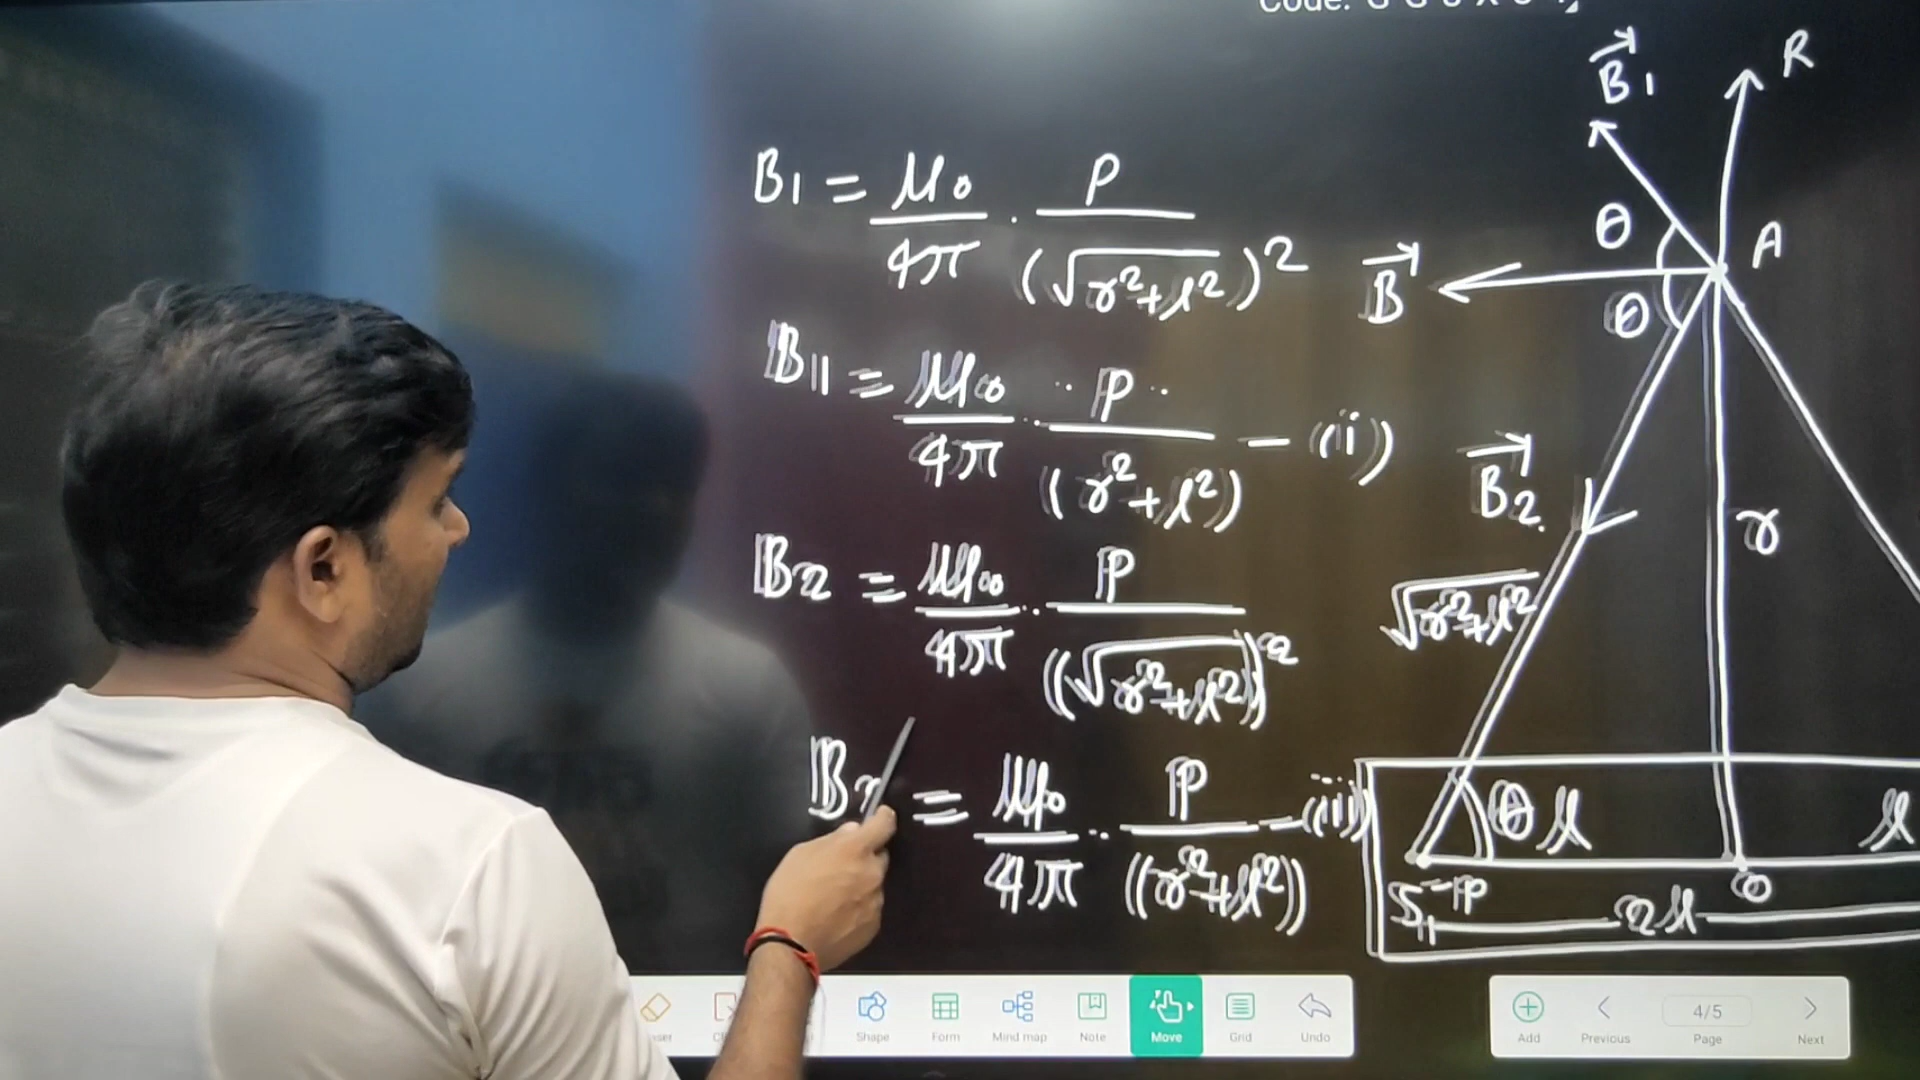 B1 = μ0/4π . P/(√r²+l²)²
B1 = μ0/4π . P/(r²+l²) — (ii)
B2 = μ0/4π . P/(√r²+l²)²
B2 = μ0/4π . P/(r²+l²) — (iii)
B⃗1
R
θ
A
B⃗
θ
B⃗2
r
√r²+l²
θ
l
l
S
-P
O
2l
Shape
Form
Mind map
Note
Move
Grid
Undo
Add
Previous
4/5
Page
Next